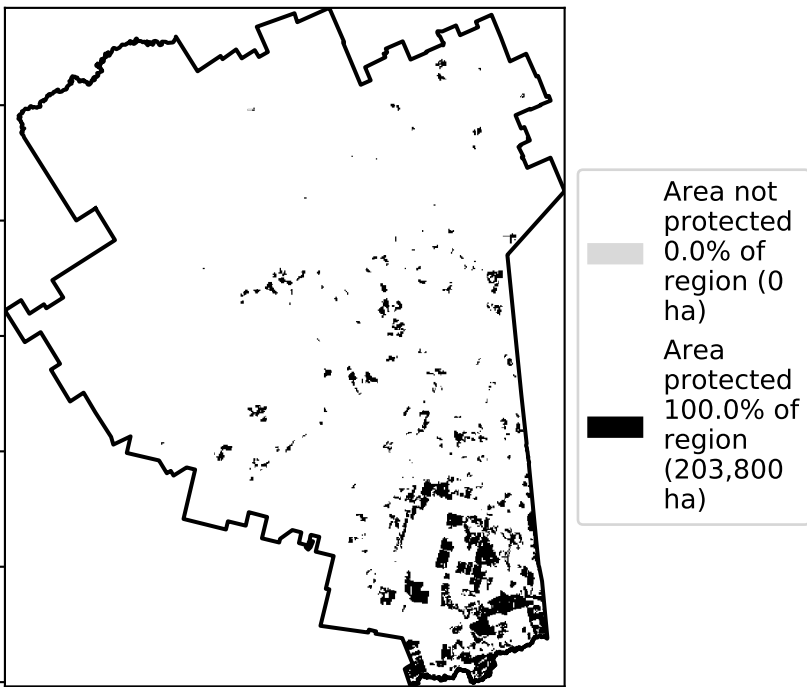 Area not
protected
0.0% of
region (0
ha)
Area
protected
100.0% of
region
(203,800
ha)